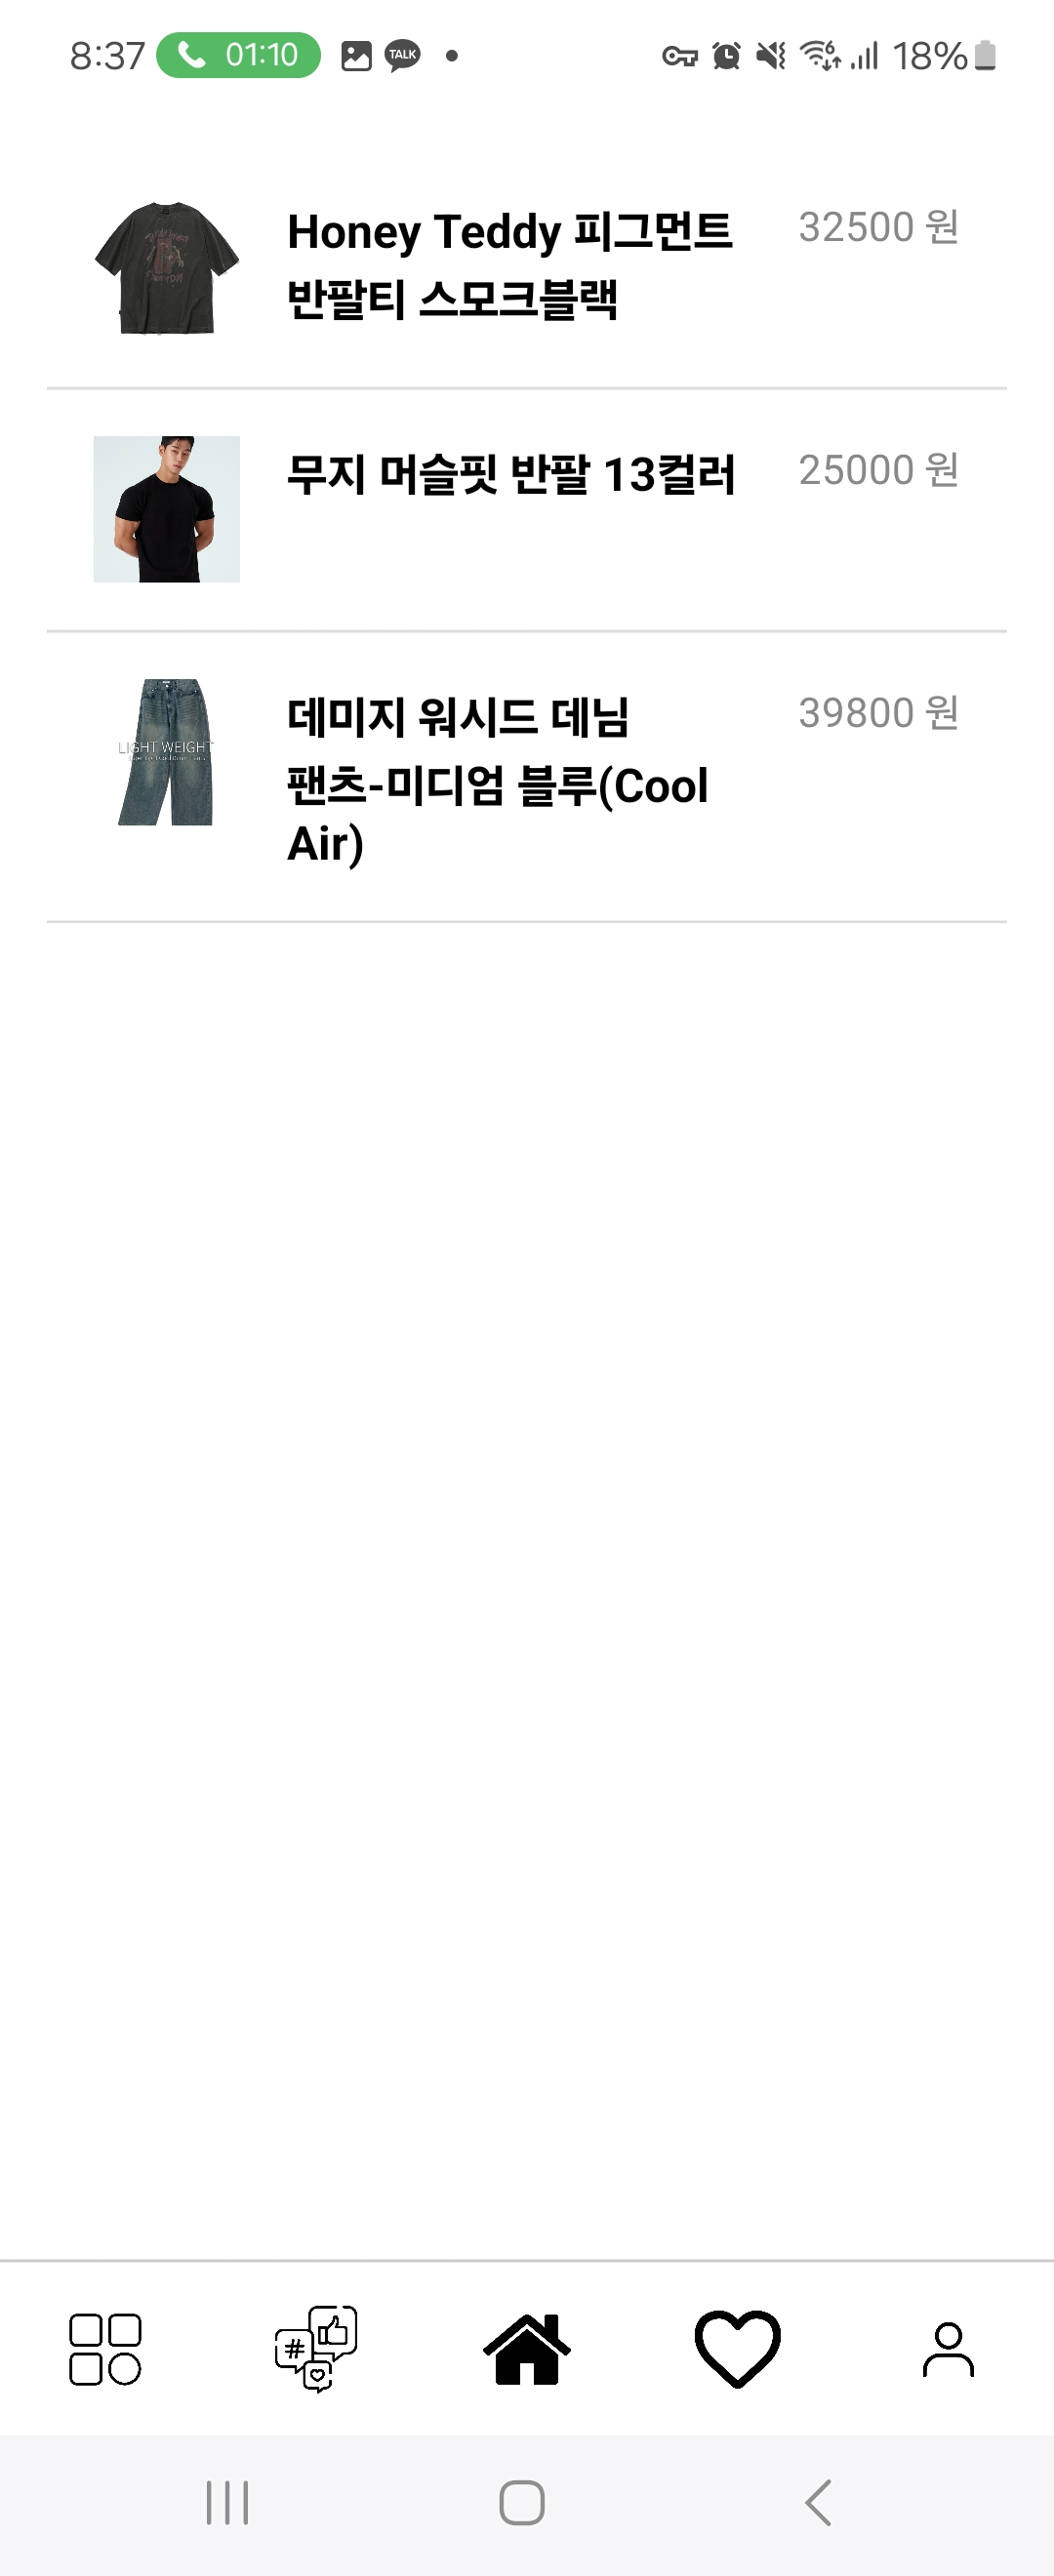 8:37 01:10 TALK 6 18%
Honey Teddy 피그먼트 32500 원
반팔티 스모크블랙
무지 머슬핏 반팔 13컬러 25000 원
데미지 워시드 데님 39800 원
LIGHT WEIGHT
팬츠-미디엄 블루(Cool
Air)
#